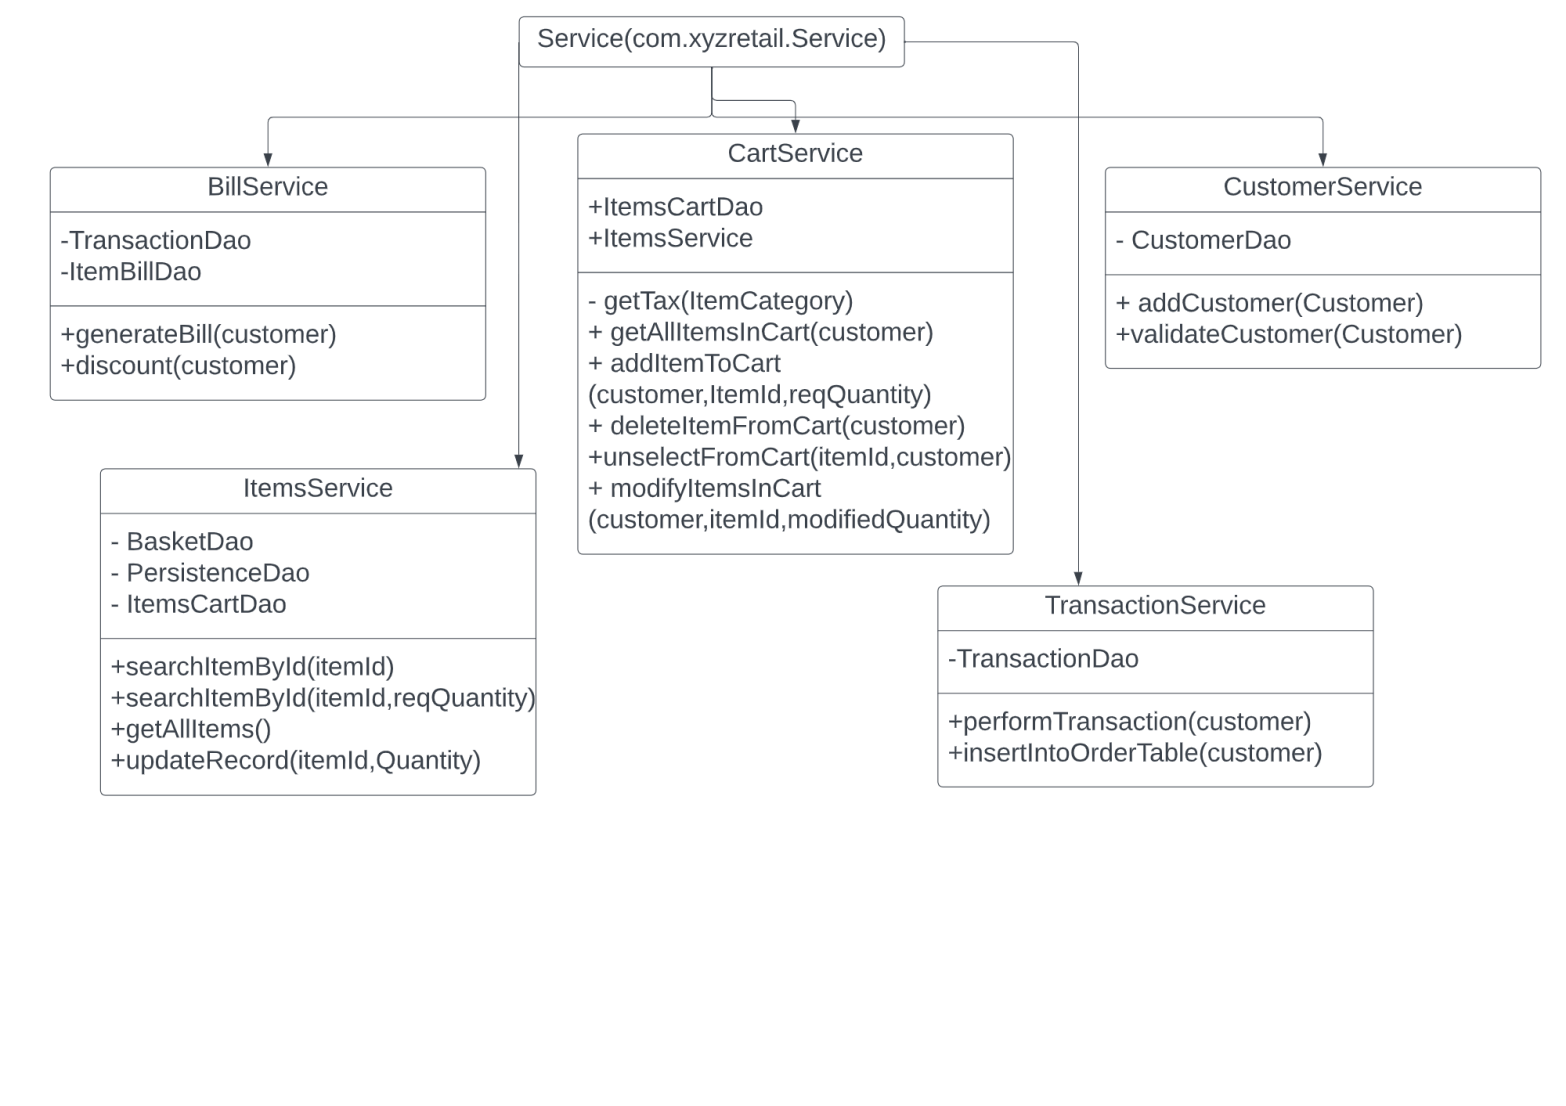 Service(com.xyzretail.Service)
BillService
-TransactionDao
-ItemBillDao
+generateBill(customer)
+discount(customer)
CartService
+ItemsCartDao
+ItemsService
- getTax(ItemCategory)
+ getAllItemsInCart(customer)
+ addItemToCart
(customer,ItemId,reqQuantity)
+ deleteItemFromCart(customer)
+unselectFromCart(itemId,customer)
+ modifyItemsInCart
(customer,itemId,modifiedQuantity)
CustomerService
- CustomerDao
+ addCustomer(Customer)
+validateCustomer(Customer)
ItemsService
- BasketDao
- PersistenceDao
- ItemsCartDao
+searchItemById(itemId)
+searchItemById(itemId,reqQuantity)
+getAllItems()
+updateRecord(itemId,Quantity)
TransactionService
-TransactionDao
+performTransaction(customer)
+insertIntoOrderTable(customer)